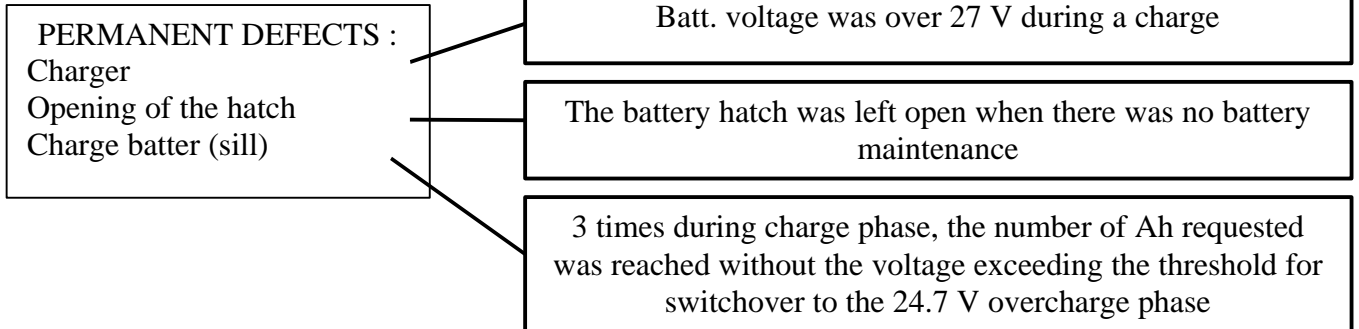 PERMANENT DEFECTS :
Charger
Opening of the hatch
Charge batter (sill)
Batt. voltage was over 27 V during a charge
The battery hatch was left open when there was no battery
maintenance
3 times during charge phase, the number of Ah requested
was reached without the voltage exceeding the threshold for
switchover to the 24.7 V overcharge phase